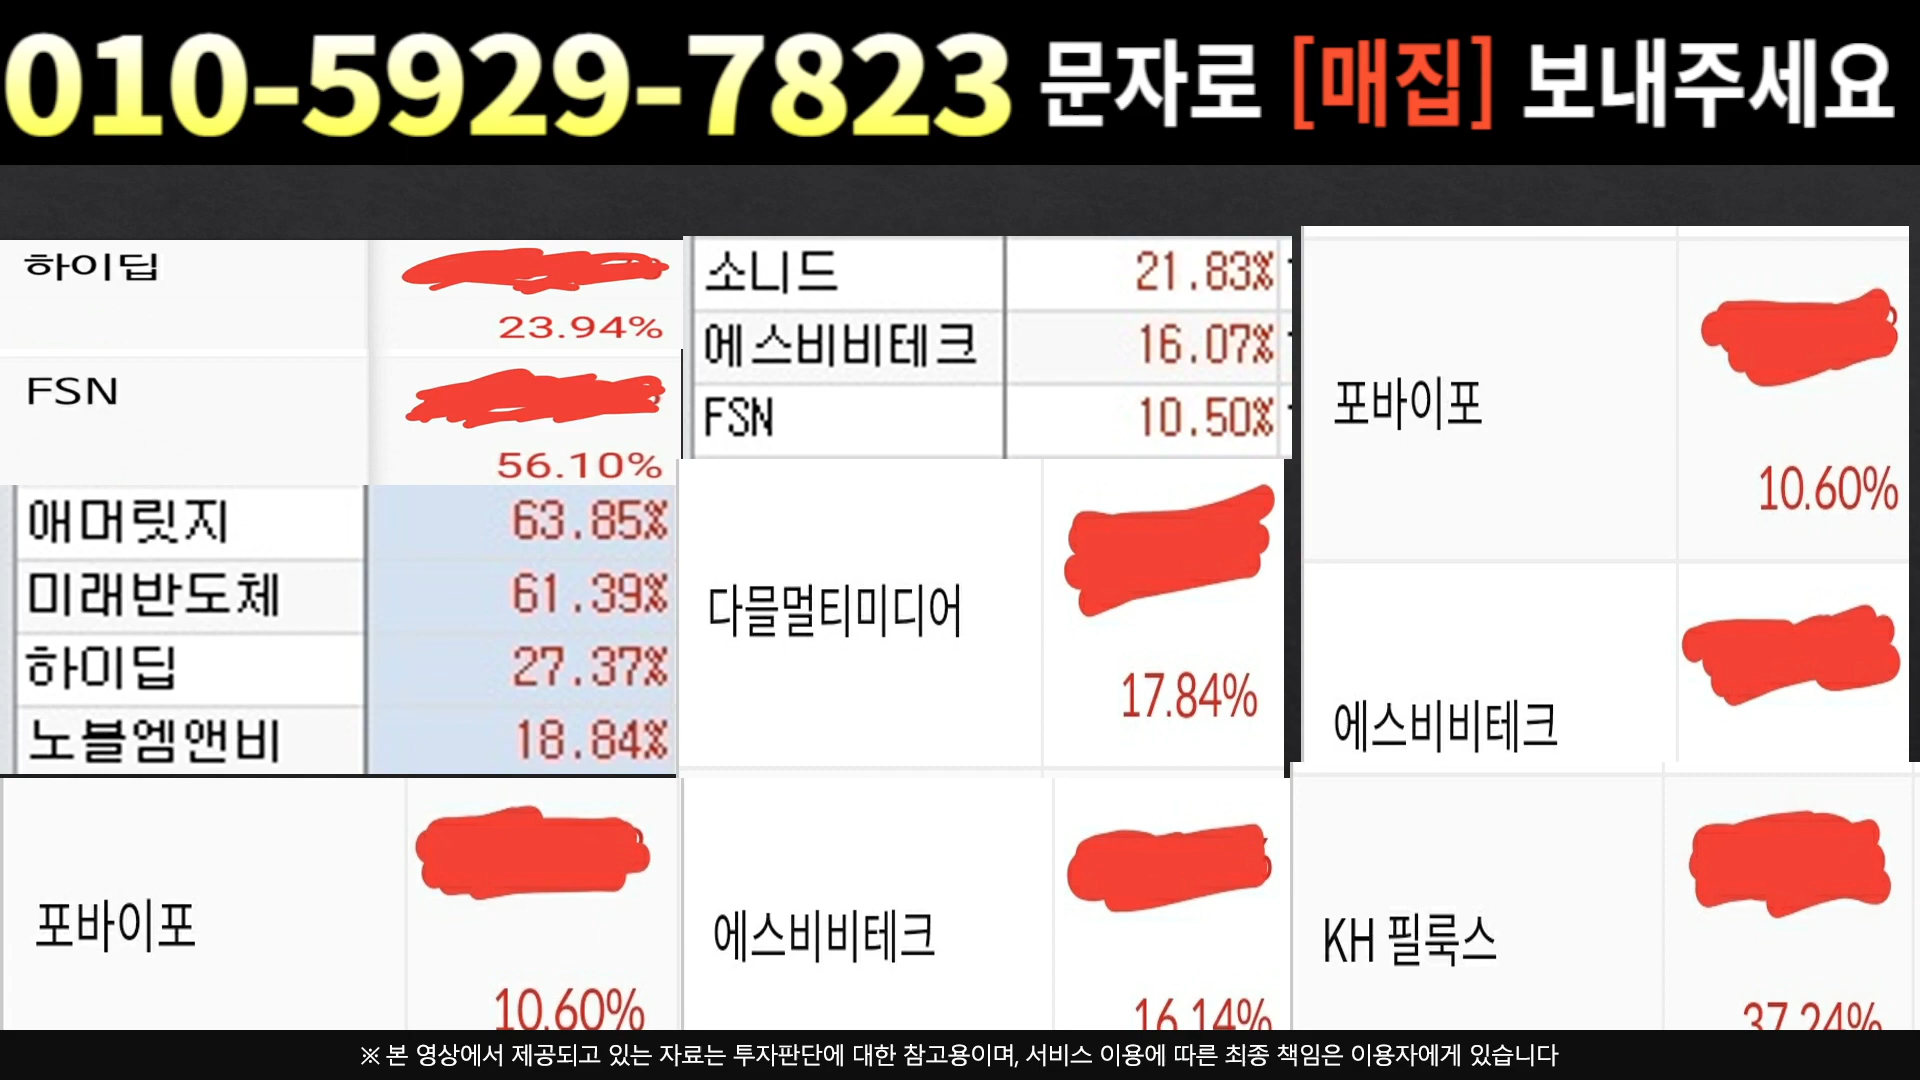 010-5929-7823 문자로 [매집] 보내주세요
하이딥
23.94%
FSN
56.10%
애머릿지 63.85%
미래반도체 61.39%
하이딥 27.37%
노블엠앤비 18.84%
소니드 21.83%
에스비비테크 16.07%
FSN 10.50%
다믈멀티미디어
17.84%
포바이포
10.60%
에스비비테크
포바이포
10.60%
에스비비테크
16.14%
KH 필룩스
37.24%
※ 본 영상에서 제공되고 있는 자료는 투자판단에 대한 참고용이며, 서비스 이용에 따른 최종 책임은 이용자에게 있습니다